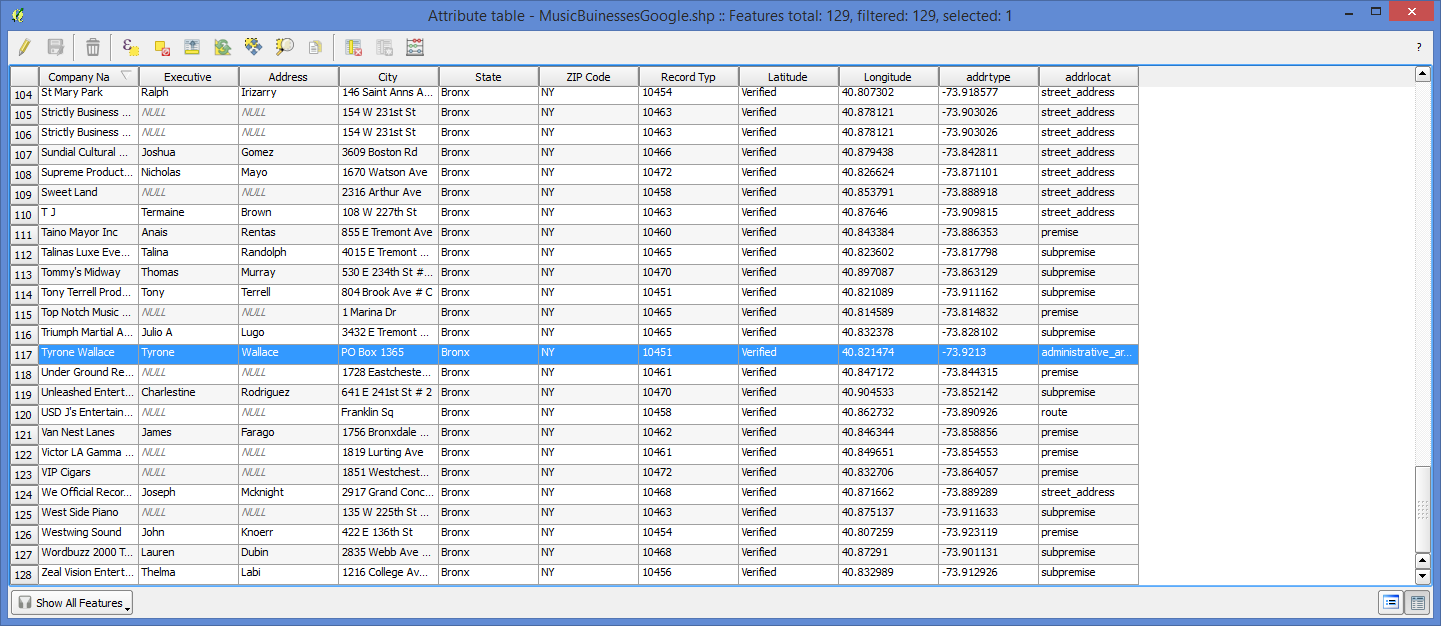 Attribute table - MusicBuinessesGoogle.shp :: Features total: 129, filtered: 129, selected: 1
?
Company Na Executive Address City State ZIP Code Record Typ Latitude Longitude addrtype addrlocat
104 St Mary Park Ralph Irizarry 146 Saint Anns A... Bronx NY 10454 Verified 40.807302 -73.918577 street_address
105 Strictly Business ... NULL NULL 154 W 231st St Bronx NY 10463 Verified 40.878121 -73.903026 street_address
106 Strictly Business ... NULL NULL 154 W 231st St Bronx NY 10463 Verified 40.878121 -73.903026 street_address
107 Sundial Cultural ... Joshua Gomez 3609 Boston Rd Bronx NY 10466 Verified 40.879438 -73.842811 street_address
108 Supreme Product... Nicholas Mayo 1670 Watson Ave Bronx NY 10472 Verified 40.826624 -73.871101 street_address
109 Sweet Land NULL NULL 2316 Arthur Ave Bronx NY 10458 Verified 40.853791 -73.888918 street_address
110 T J Termaine Brown 108 W 227th St Bronx NY 10463 Verified 40.87646 -73.909815 street_address
111 Taino Mayor Inc Anais Rentas 855 E Tremont Ave Bronx NY 10460 Verified 40.843384 -73.886353 premise
112 Talinas Luxe Eve... Talina Randolph 4015 E Tremont ... Bronx NY 10465 Verified 40.823602 -73.817798 subpremise
113 Tommy's Midway Thomas Murray 530 E 234th St #... Bronx NY 10470 Verified 40.897087 -73.863129 subpremise
114 Tony Terrell Prod... Tony Terrell 804 Brook Ave # C Bronx NY 10451 Verified 40.821089 -73.911162 subpremise
115 Top Notch Music ... NULL NULL 1 Marina Dr Bronx NY 10465 Verified 40.814589 -73.814832 premise
116 Triumph Martial A... Julio A Lugo 3432 E Tremont ... Bronx NY 10465 Verified 40.832378 -73.828102 subpremise
117 Tyrone Wallace Tyrone Wallace PO Box 1365 Bronx NY 10451 Verified 40.821474 -73.9213 administrative_ar...
118 Under Ground Re... NULL NULL 1728 Eastcheste... Bronx NY 10461 Verified 40.847172 -73.844315 premise
119 Unleashed Entert... Charlestine Rodriguez 641 E 241st St # 2 Bronx NY 10470 Verified 40.904533 -73.852142 subpremise
120 USD J's Entertain... NULL NULL Franklin Sq Bronx NY 10458 Verified 40.862732 -73.890926 route
121 Van Nest Lanes James Farago 1756 Bronxdale ... Bronx NY 10462 Verified 40.846344 -73.858856 premise
122 Victor LA Gamma ... NULL NULL 1819 Lurting Ave Bronx NY 10461 Verified 40.849651 -73.854553 premise
123 VIP Cigars NULL NULL 1851 Westchest... Bronx NY 10472 Verified 40.832706 -73.864057 premise
124 We Official Recor... Joseph Mcknight 2917 Grand Conc... Bronx NY 10468 Verified 40.871662 -73.889289 street_address
125 West Side Piano NULL NULL 135 W 225th St ... Bronx NY 10463 Verified 40.875137 -73.911633 subpremise
126 Westwing Sound John Knoerr 422 E 136th St Bronx NY 10454 Verified 40.807259 -73.923119 premise
127 Wordbuzz 2000 T... Lauren Dubin 2835 Webb Ave ... Bronx NY 10468 Verified 40.87291 -73.901131 subpremise
128 Zeal Vision Entert... Thelma Labi 1216 College Av... Bronx NY 10456 Verified 40.832989 -73.912926 subpremise
Show All Features